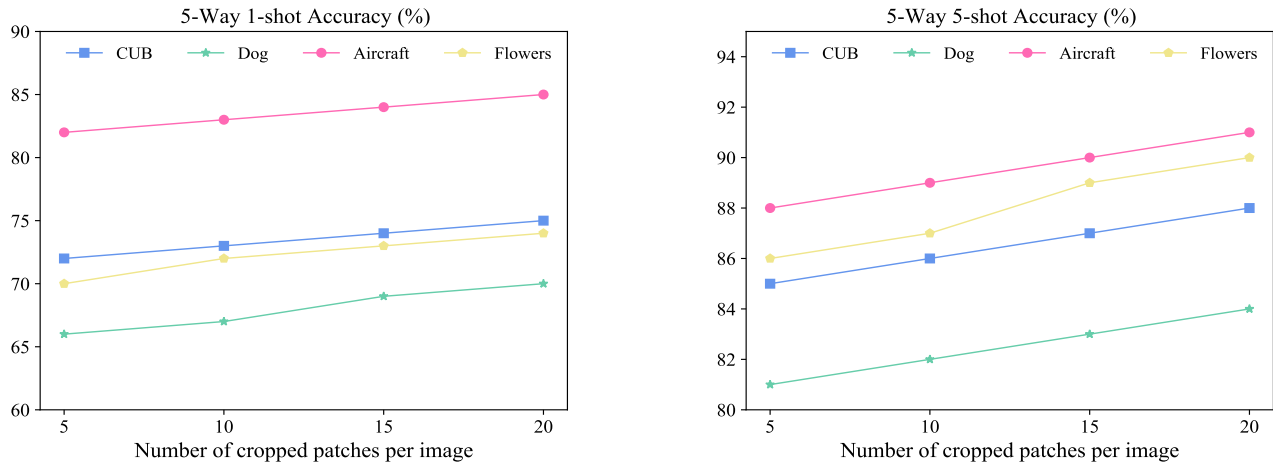 5-Way 1-shot Accuracy (%)
90
85
80
75
70
65
60
CUB Dog Aircraft Flowers
5 10 15 20
Number of cropped patches per image
5-Way 5-shot Accuracy (%)
94
92
90
88
86
84
82
80
CUB Dog Aircraft Flowers
5 10 15 20
Number of cropped patches per image